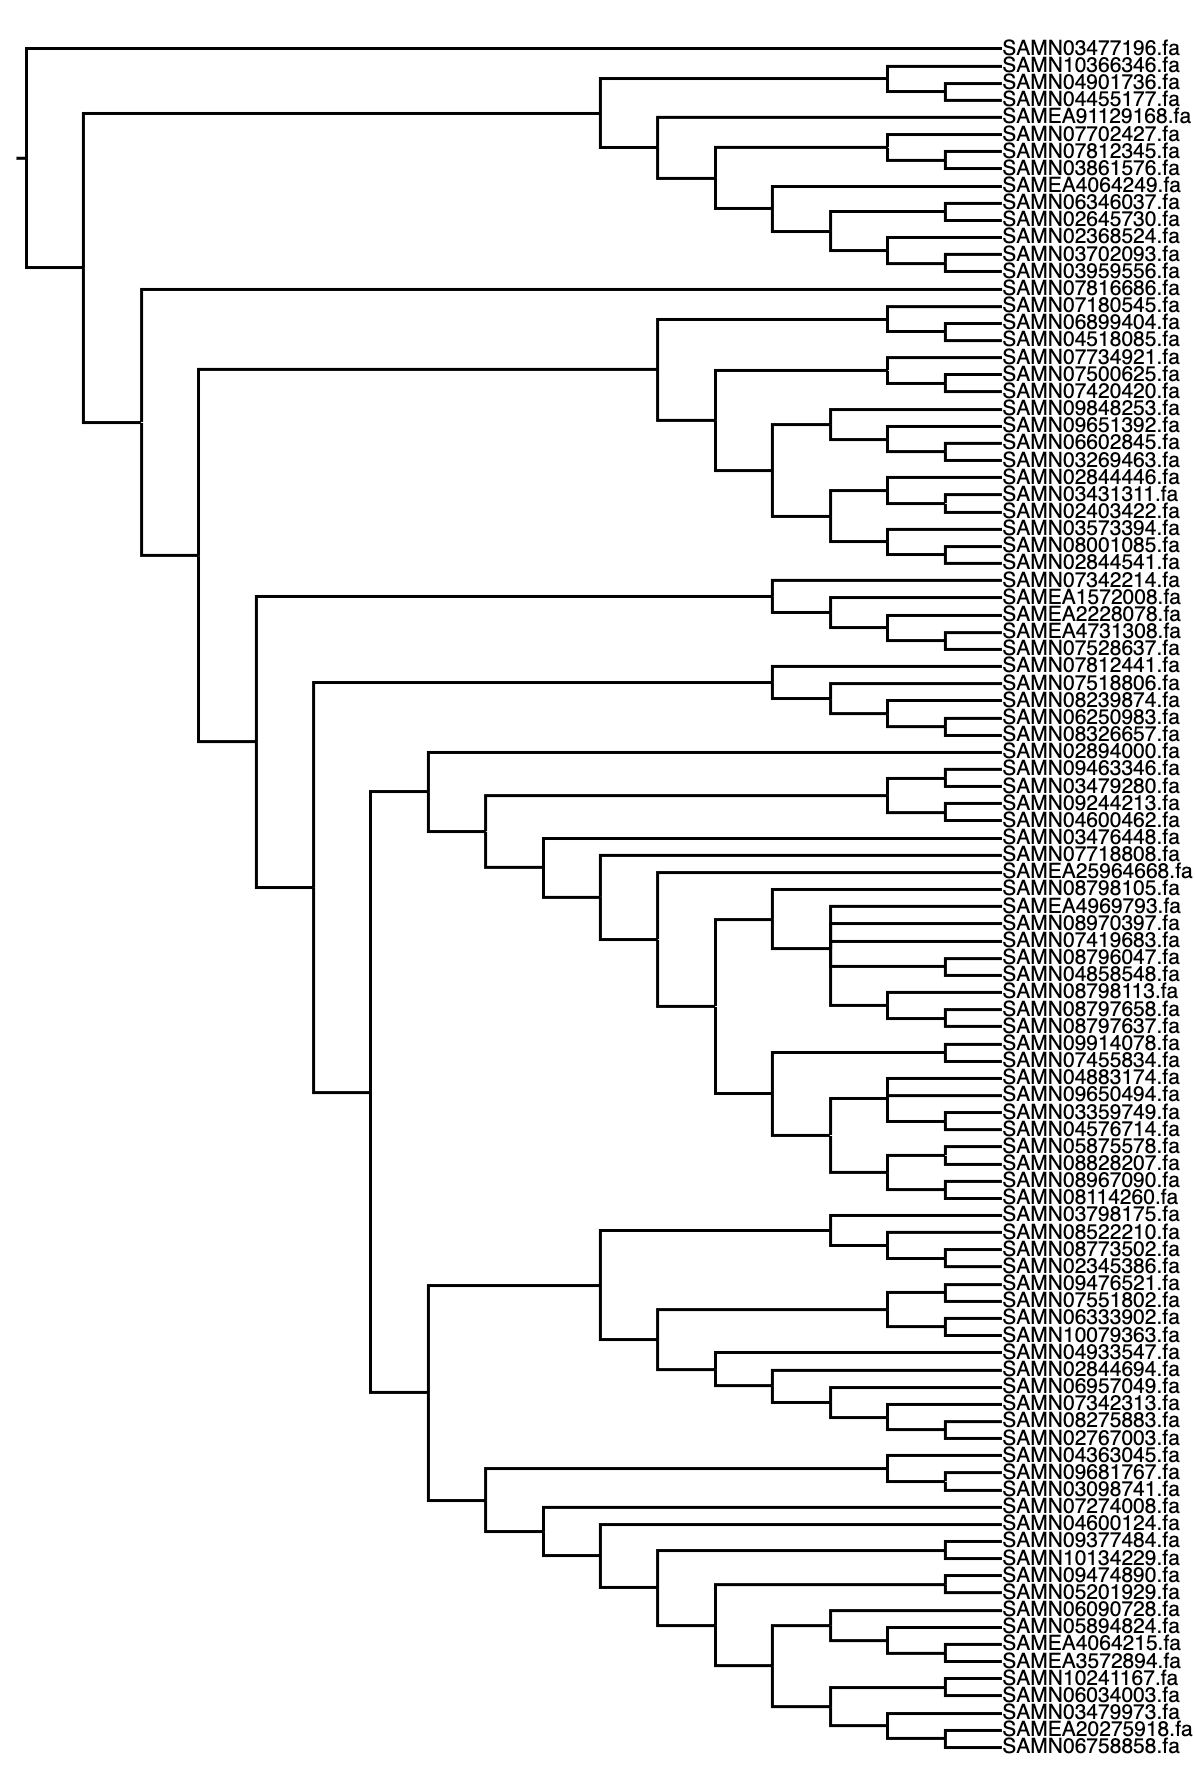 SAMN03477196.fa
SAMN10366346.fa
SAMN04901736.fa
SAMN04455177.fa
SAMEA91129168.fa
SAMN07702427.fa
SAMN07812345.fa
SAMN03861576.fa
SAMEA4064249.fa
SAMN06346037.fa
SAMN02645730.fa
SAMN02368524.fa
SAMN03702093.fa
SAMN03959556.fa
SAMN07816686.fa
SAMN07180545.fa
SAMN06899404.fa
SAMN04518085.fa
SAMN07734921.fa
SAMN07500625.fa
SAMN07420420.fa
SAMN09848253.fa
SAMN09651392.fa
SAMN06602845.fa
SAMN03269463.fa
SAMN02844446.fa
SAMN03431311.fa
SAMN02403422.fa
SAMN03573394.fa
SAMN08001085.fa
SAMN02844541.fa
SAMN07342214.fa
SAMEA1572008.fa
SAMEA2228078.fa
SAMEA4731308.fa
SAMN07528637.fa
SAMN07812441.fa
SAMN07518806.fa
SAMN08239874.fa
SAMN06250983.fa
SAMN08326657.fa
SAMN02894000.fa
SAMN09463346.fa
SAMN03479280.fa
SAMN09244213.fa
SAMN04600462.fa
SAMN03476448.fa
SAMN07718808.fa
SAMEA25964668.fa
SAMN08798105.fa
SAMEA4969793.fa
SAMN08970397.fa
SAMN07419683.fa
SAMN08796047.fa
SAMN04858548.fa
SAMN08798113.fa
SAMN08797658.fa
SAMN08797637.fa
SAMN09914078.fa
SAMN07455834.fa
SAMN04883174.fa
SAMN09650494.fa
SAMN03359749.fa
SAMN04576714.fa
SAMN05875578.fa
SAMN08828207.fa
SAMN08967090.fa
SAMN08114260.fa
SAMN03798175.fa
SAMN08522210.fa
SAMN08773502.fa
SAMN02345386.fa
SAMN09476521.fa
SAMN07551802.fa
SAMN06333902.fa
SAMN10079363.fa
SAMN04933547.fa
SAMN02844694.fa
SAMN06957049.fa
SAMN07342313.fa
SAMN08275883.fa
SAMN02767003.fa
SAMN04363045.fa
SAMN09681767.fa
SAMN03098741.fa
SAMN07274008.fa
SAMN04600124.fa
SAMN09377484.fa
SAMN10134229.fa
SAMN09474890.fa
SAMN05201929.fa
SAMN06090728.fa
SAMN05894824.fa
SAMEA4064215.fa
SAMEA3572894.fa
SAMN10241167.fa
SAMN06034003.fa
SAMN03479973.fa
SAMEA20275918.fa
SAMN06758858.fa